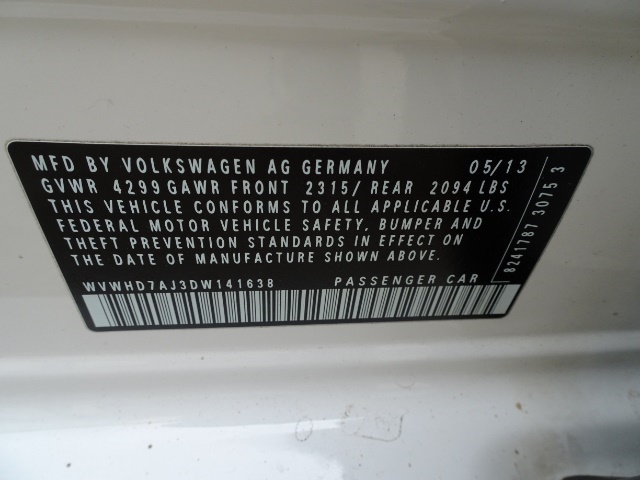 MFD BY VOLKSWAGEN AG GERMANY 05/13
GVWR 4299 GAWR FRONT 2315/ REAR 2094 LBS
THIS VEHICLE CONFORMS TO ALL APPLICABLE U.S.
FEDERAL MOTOR VEHICLE SAFETY, BUMPER AND
THEFT PREVENTION STANDARDS IN EFFECT ON
THE DATE OF MANUFACTURE SHOWN ABOVE.
WVWHD7AJ3DW141638 PASSENGER CAR
8241787 3075 3